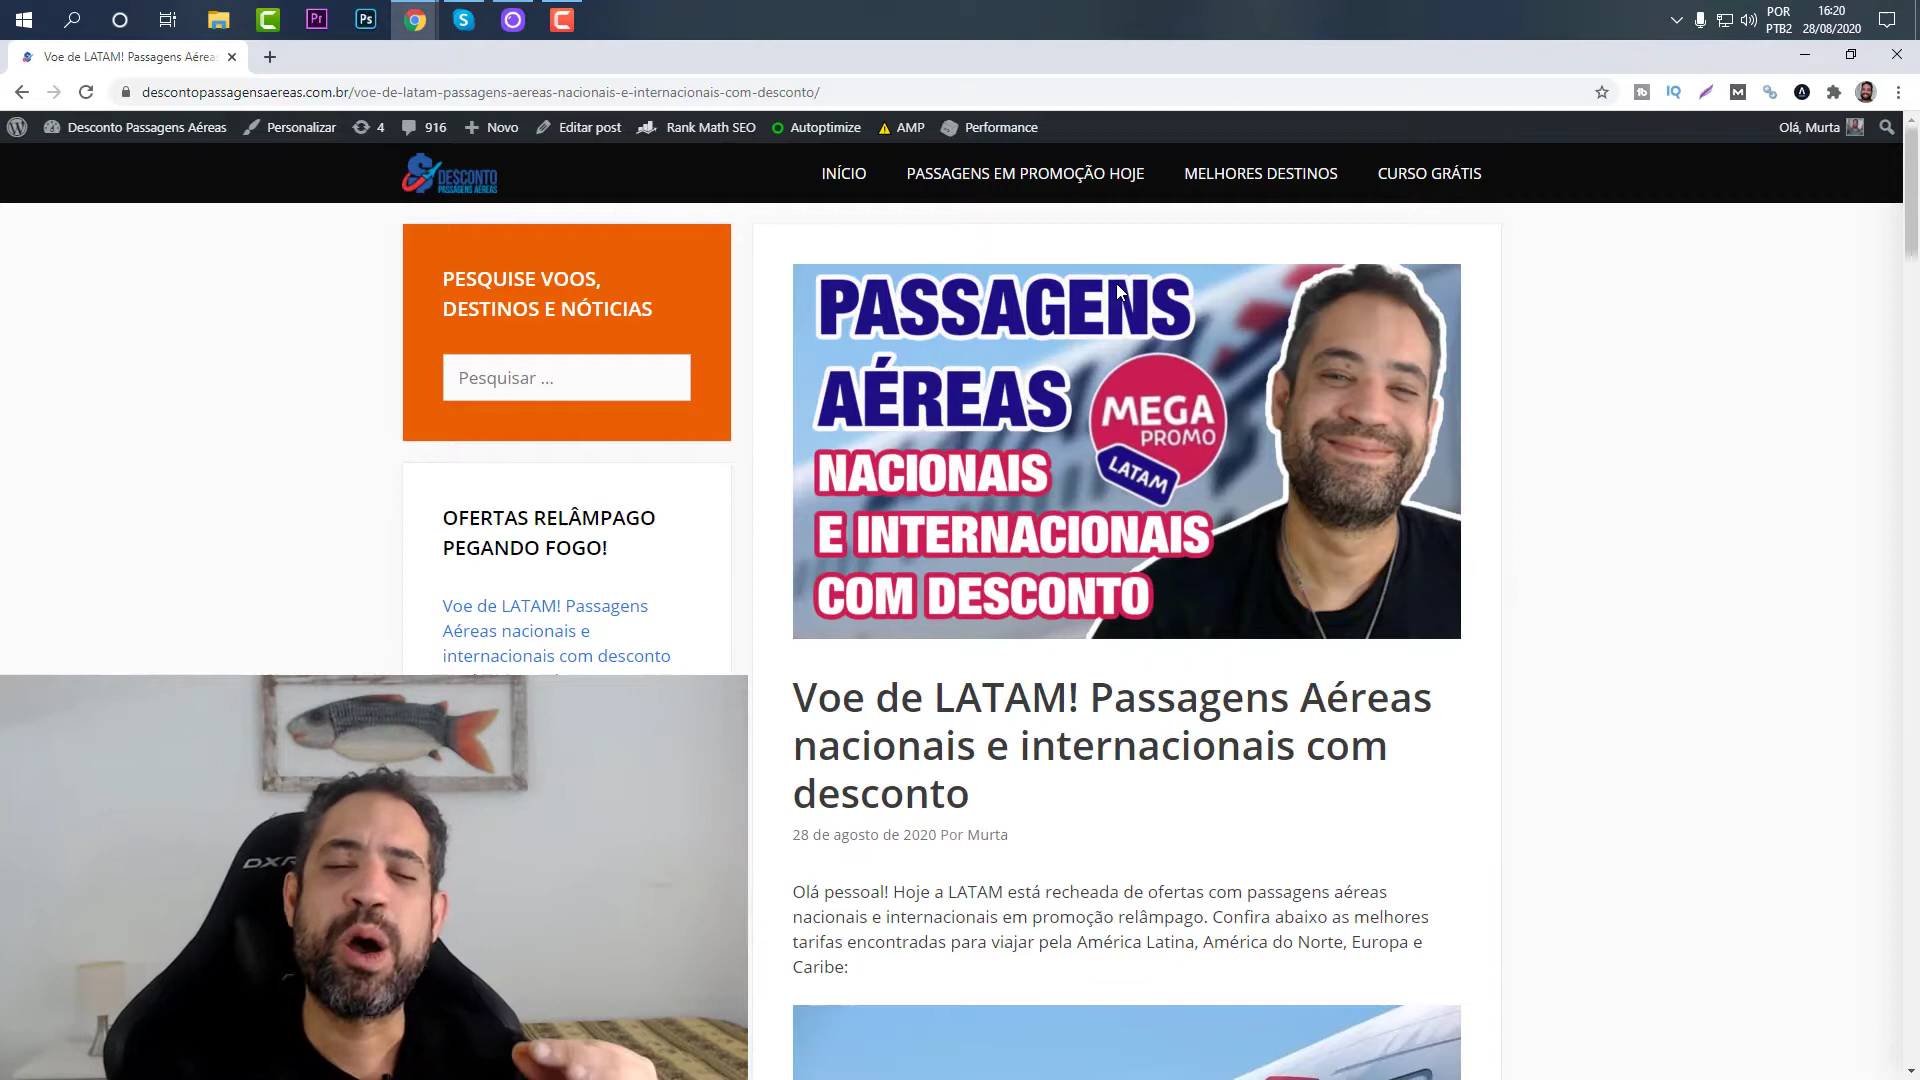 Pr
Ps
POR
PTB2
16:20
28/08/2020
Voe de LATAM! Passagens Aéreas
descontopassagensaereas.com.br/voe-de-latam-passagens-aereas-nacionais-e-internacionais-com-desconto/
Desconto Passagens Aéreas
Personalizar
4
916
Novo
Editar post
Rank Math SEO
Autoptimize
AMP
Performance
Olá, Murta
DESCONTO
PASSAGENS AÉREAS
INÍCIO
PASSAGENS EM PROMOÇÃO HOJE
MELHORES DESTINOS
CURSO GRÁTIS
PESQUISE VOOS,
DESTINOS E NÓTICIAS
Pesquisar ...
OFERTAS RELÂMPAGO
PEGANDO FOGO!
Voe de LATAM! Passagens
Aéreas nacionais e
internacionais com desconto
PASSAGENS
AÉREAS
NACIONAIS
E INTERNACIONAIS
COM DESCONTO
MEGA
PROMO
LATAM
Voe de LATAM! Passagens Aéreas
nacionais e internacionais com
desconto
28 de agosto de 2020 Por Murta
Olá pessoal! Hoje a LATAM está recheada de ofertas com passagens aéreas
nacionais e internacionais em promoção relâmpago. Confira abaixo as melhores
tarifas encontradas para viajar pela América Latina, América do Norte, Europa e
Caribe:
DXR